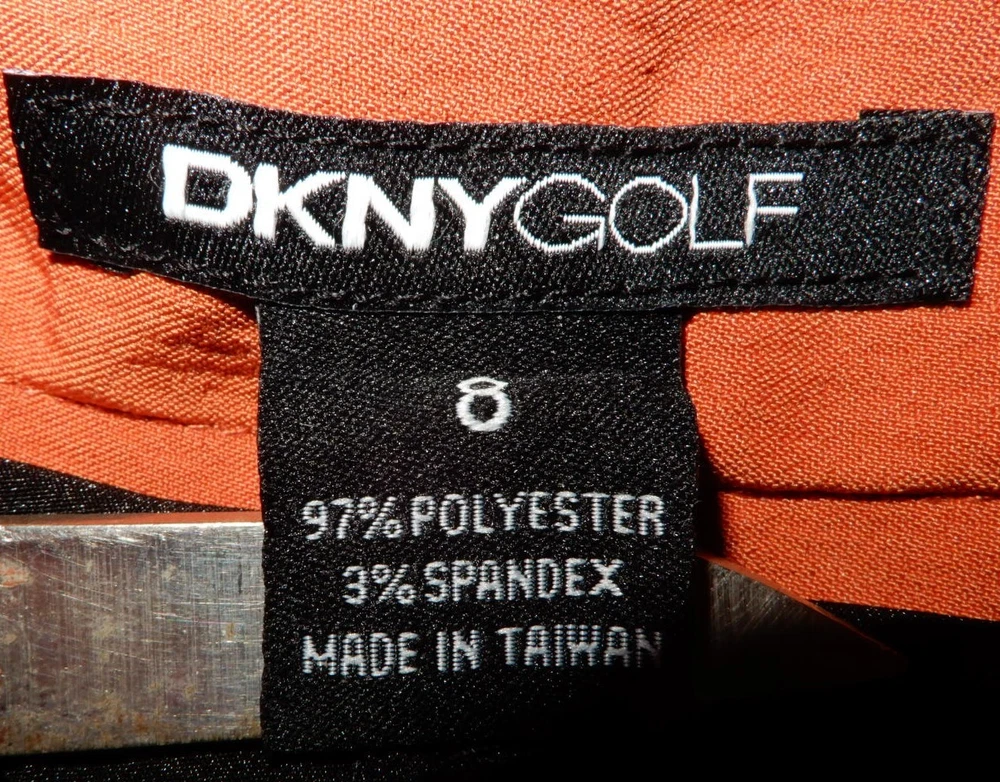 DKNYGOLF
8
97% POLYESTER
3% SPANDEX
MADE IN TAIWAN